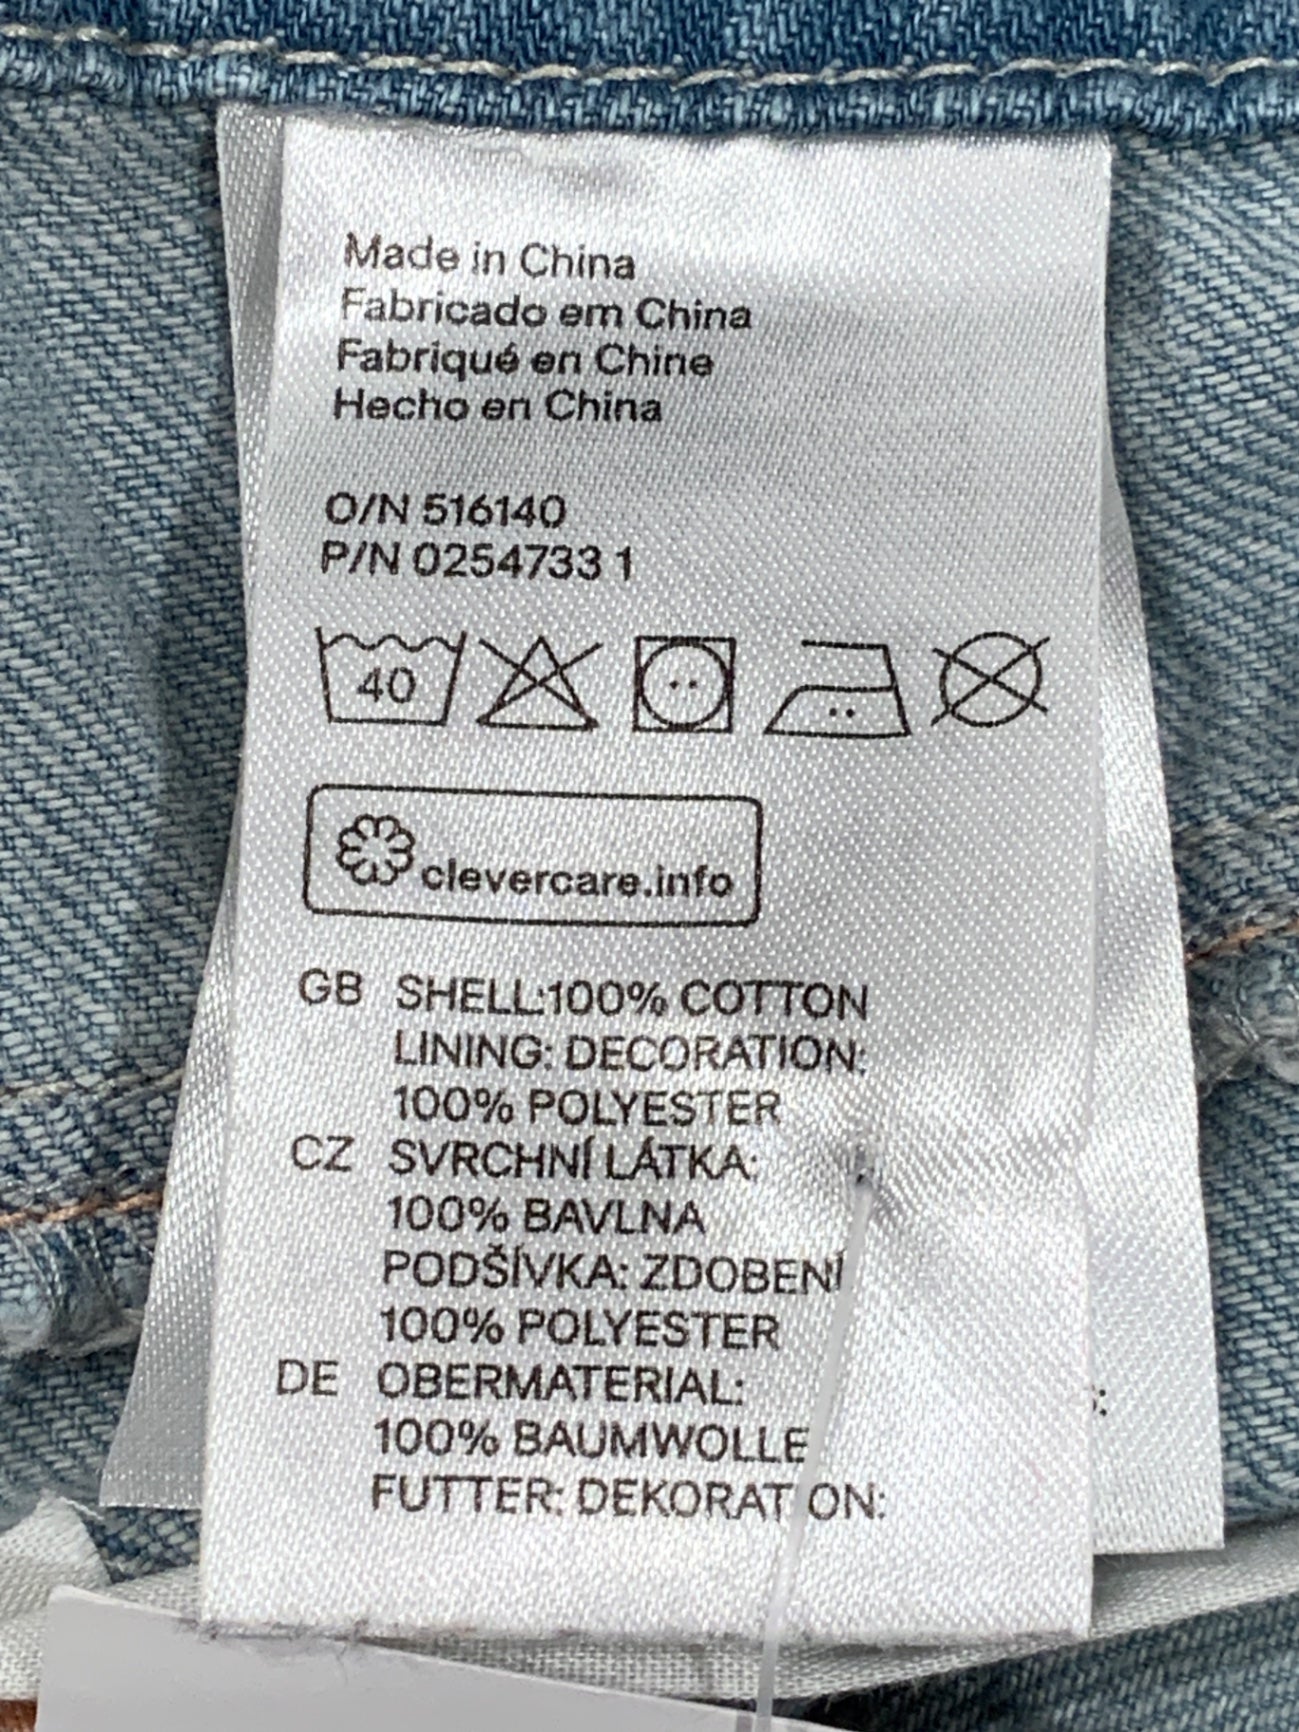 Made in China
Fabricado em China
Fabriqué en Chine
Hecho en China
O/N 516140
P/N 0254733 1
40
clevercare.info
GB SHELL:100% COTTON
LINING: DECORATION:
100% POLYESTER
CZ SVRCHNÍ LÁTKA:
100% BAVLNA
PODŠÍVKA: ZDOBENÍ
100% POLYESTER
DE OBERMATERIAL:
100% BAUMWOLLE
FUTTER: DEKORATION: